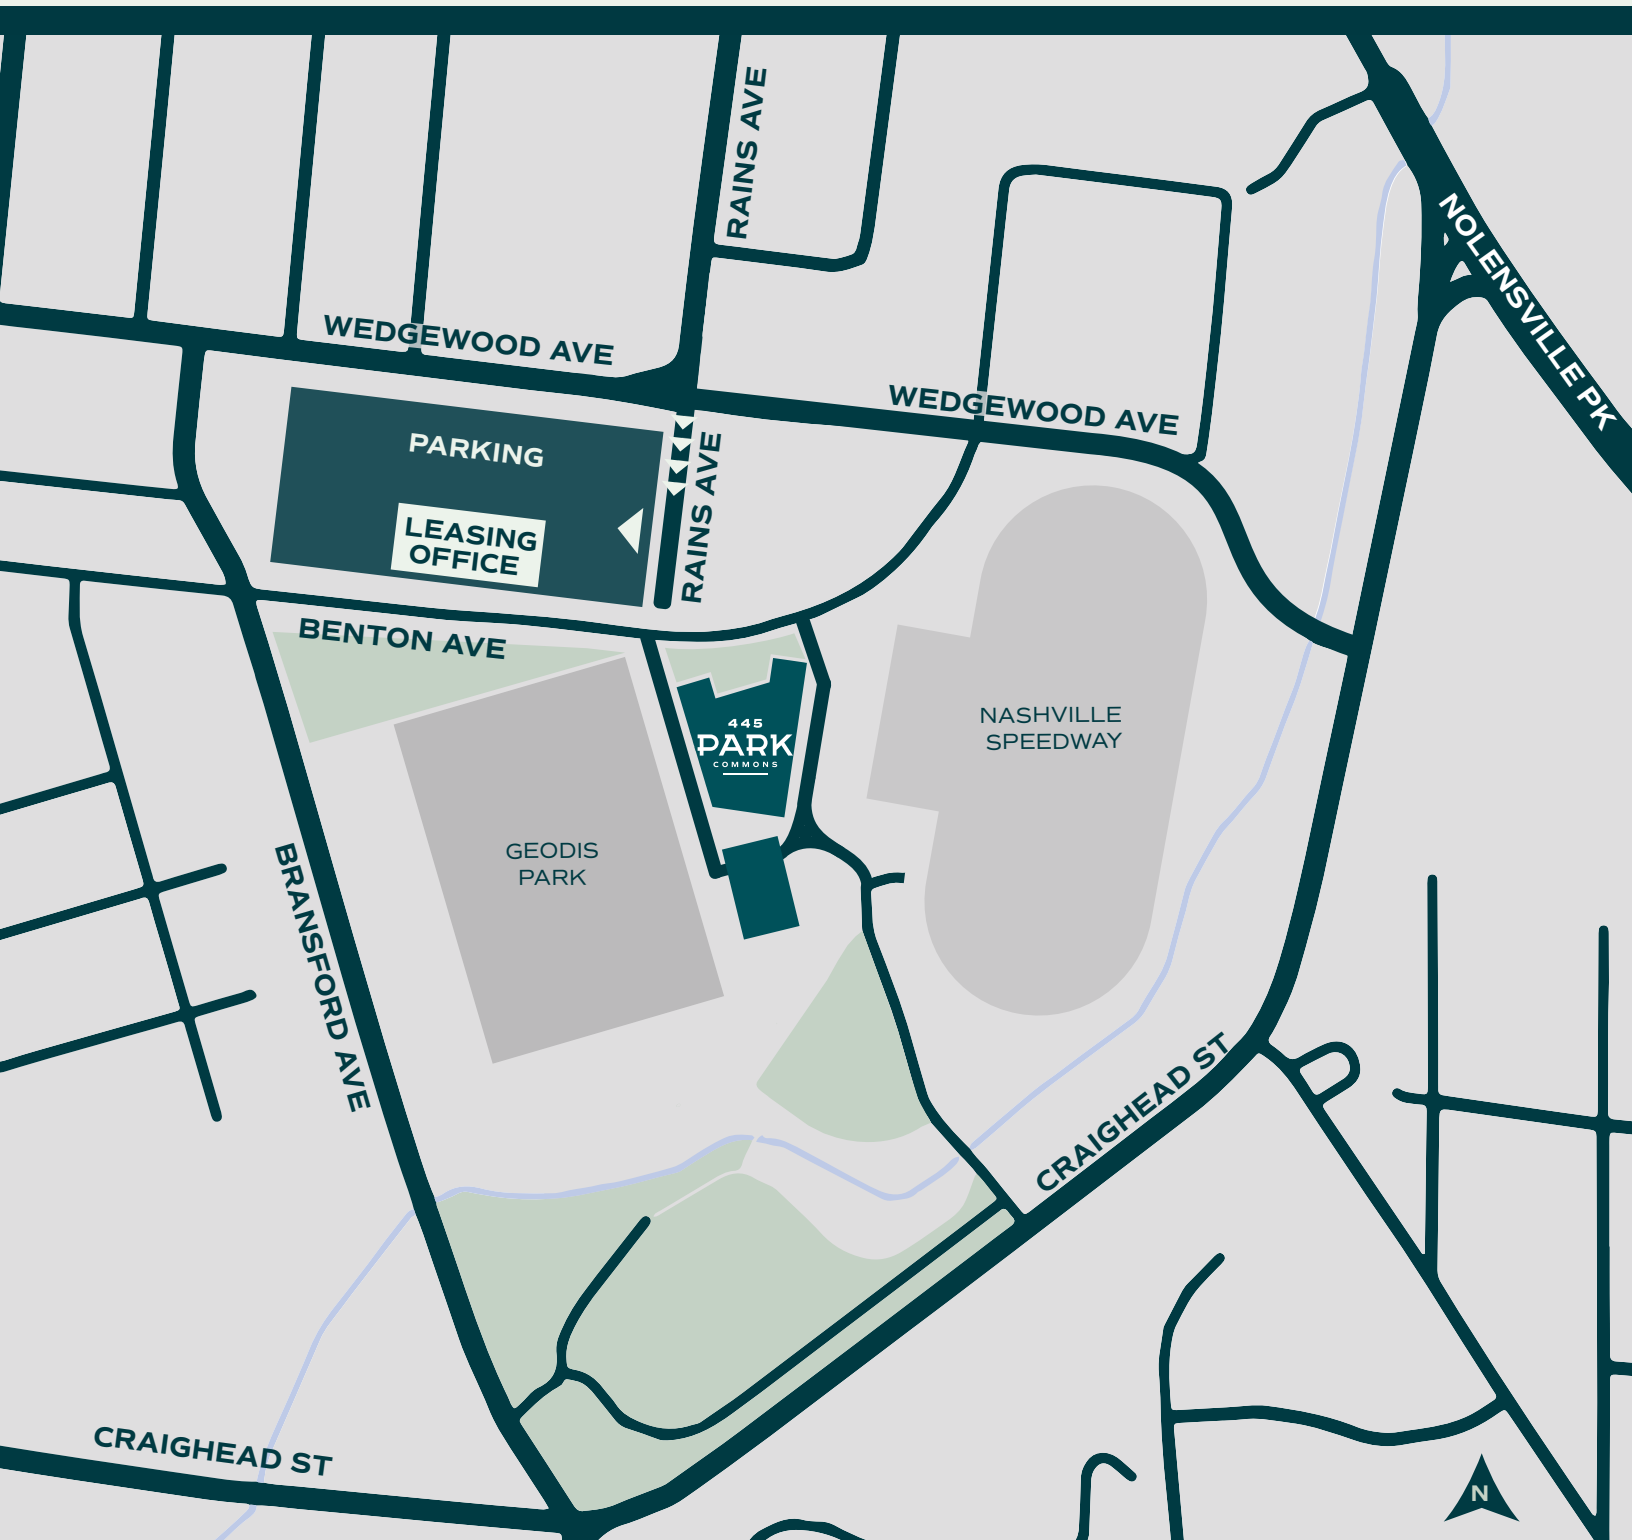 RAINS AVE
NOLENSVILLE PK
WEDGEWOOD AVE
WEDGEWOOD AVE
PARKING
RAINS AVE
LEASING
OFFICE
BENTON AVE
445
PARK
COMMONS
NASHVILLE
SPEEDWAY
GEODIS
PARK
BRANSFORD AVE
CRAIGHEAD ST
CRAIGHEAD ST
N